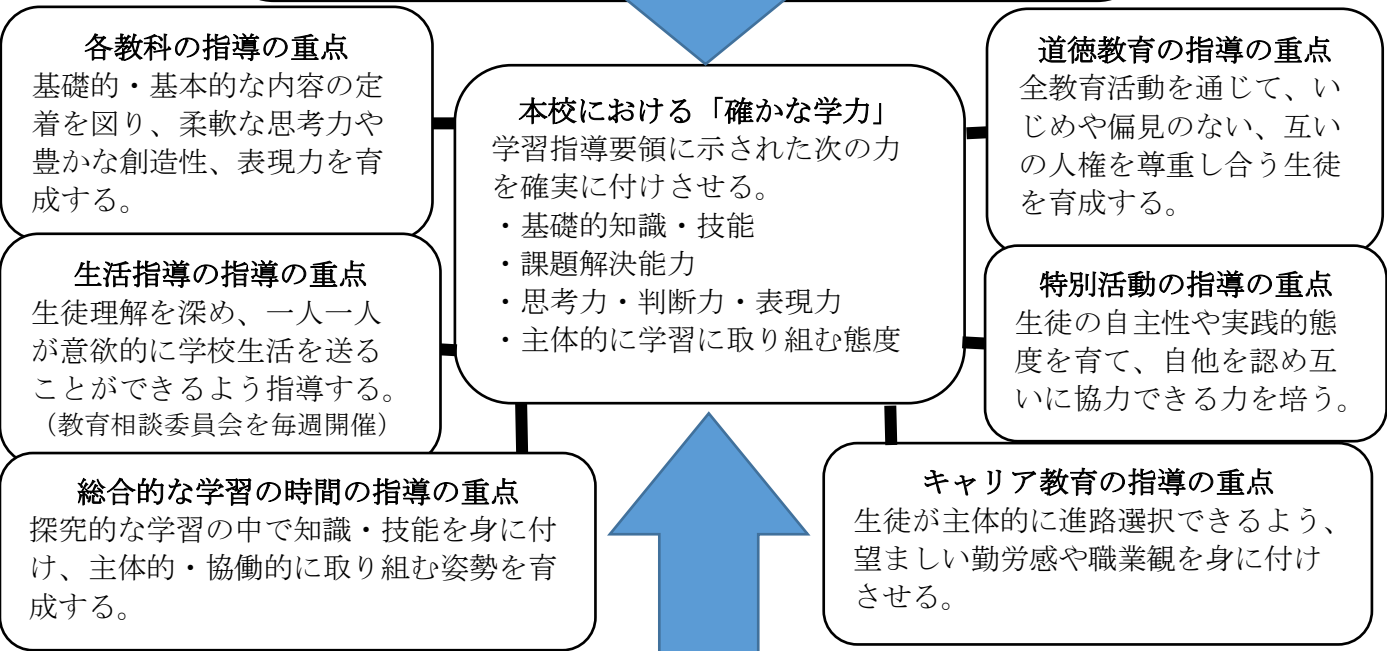 各教科の指導の重点
基礎的・基本的な内容の定
着を図り、柔軟な思考力や
豊かな創造性、表現力を育
成する。
生活指導の指導の重点
生徒理解を深め、一人一人
が意欲的に学校生活を送る
ことができるよう指導する。
（教育相談委員会を毎週開催）
総合的な学習の時間の指導の重点
探究的な学習の中で知識・技能を身に付
け、主体的・協働的に取り組む姿勢を育
成する。
本校における「確かな学力」
学習指導要領に示された次の力
を確実に付けさせる。
・基礎的知識・技能
・課題解決能力
・思考力・判断力・表現力
・主体的に学習に取り組む態度
道徳教育の指導の重点
全教育活動を通じて、い
じめや偏見のない、互い
の人権を尊重し合う生徒
を育成する。
特別活動の指導の重点
生徒の自主性や実践的態
度を育て、自他を認め互
いに協力できる力を培う。
キャリア教育の指導の重点
生徒が主体的に進路選択できるよう、
望ましい勤労感や職業観を身に付け
させる。